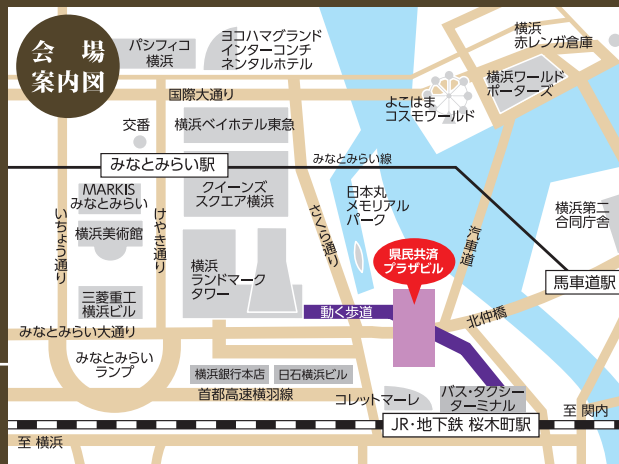 会場
案内図
パシフィコ
横浜
ヨコハマグランド
インターコンチ
ネンタルホテル
横浜
赤レンガ倉庫
横浜ワールド
ポーターズ
よこはま
コスモワールド
国際大通り
交番
横浜ベイホテル東急
みなとみらい駅
みなとみらい線
MARKIS
みなとみらい
クイーンズ
スクエア横浜
日本丸
メモリアル
パーク
横浜第二
合同庁舎
いちょう通り
けやき通り
さくら通り
汽車道
横浜美術館
県民共済
プラザビル
横浜
ランドマーク
タワー
馬車道駅
三菱重工
横浜ビル
動く歩道
北仲橋
みなとみらい大通り
みなとみらい
ランプ
横浜銀行本店
日石横浜ビル
首都高速横羽線
コレットマーレ
バス・タクシー
ターミナル
至 関内
JR・地下鉄 桜木町駅
至 横浜